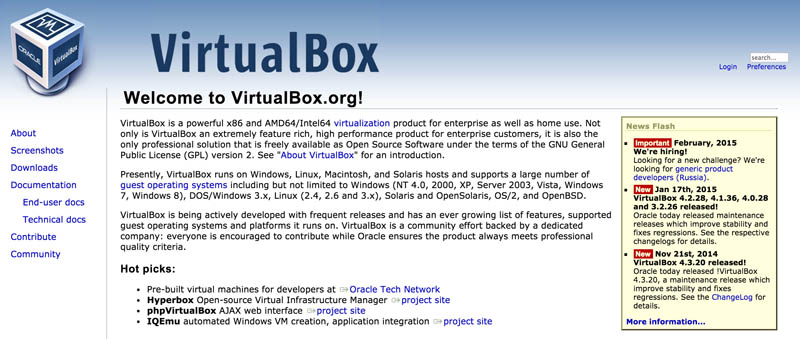 ORACLE
VirtualBox
VirtualBox
search...
Login Preferences
Welcome to VirtualBox.org!
About
Screenshots
Downloads
Documentation
End-user docs
Technical docs
Contribute
Community
VirtualBox is a powerful x86 and AMD64/Intel64 virtualization product for enterprise as well as home use. Not
only is VirtualBox an extremely feature rich, high performance product for enterprise customers, it is also the
only professional solution that is freely available as Open Source Software under the terms of the GNU General
Public License (GPL) version 2. See "About VirtualBox" for an introduction.
Presently, VirtualBox runs on Windows, Linux, Macintosh, and Solaris hosts and supports a large number of
guest operating systems including but not limited to Windows (NT 4.0, 2000, XP, Server 2003, Vista, Windows
7, Windows 8), DOS/Windows 3.x, Linux (2.4, 2.6 and 3.x), Solaris and OpenSolaris, OS/2, and OpenBSD.
VirtualBox is being actively developed with frequent releases and has an ever growing list of features, supported
guest operating systems and platforms it runs on. VirtualBox is a community effort backed by a dedicated
company: everyone is encouraged to contribute while Oracle ensures the product always meets professional
quality criteria.
Hot picks:
Pre-built virtual machines for developers at Oracle Tech Network
Hyperbox Open-source Virtual Infrastructure Manager project site
phpVirtualBox AJAX web interface project site
IQEmu automated Windows VM creation, application integration project site
News Flash
Important February, 2015
We're hiring!
Looking for a new challenge? We're
looking for generic product
developers (Russia).
New Jan 17th, 2015
VirtualBox 4.2.28, 4.1.36, 4.0.28
and 3.2.26 released!
Oracle today released maintenance
releases which improve stability and
fixes regressions. See the respective
changelogs for details.
New Nov 21st, 2014
VirtualBox 4.3.20 released!
Oracle today released !VirtualBox
4.3.20, a maintenance release which
improve stability and fixes
regressions. See the ChangeLog for
details.
More information...